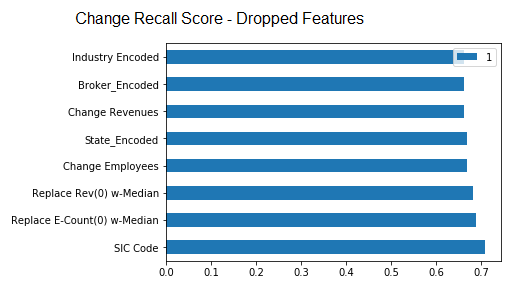 Change Recall Score - Dropped Features
Industry Encoded
1
Broker_Encoded
Change Revenues
State_Encoded
Change Employees
Replace Rev(0) w-Median
Replace E-Count(0) w-Median
SIC Code
0.0 0.1 0.2 0.3 0.4 0.5 0.6 0.7